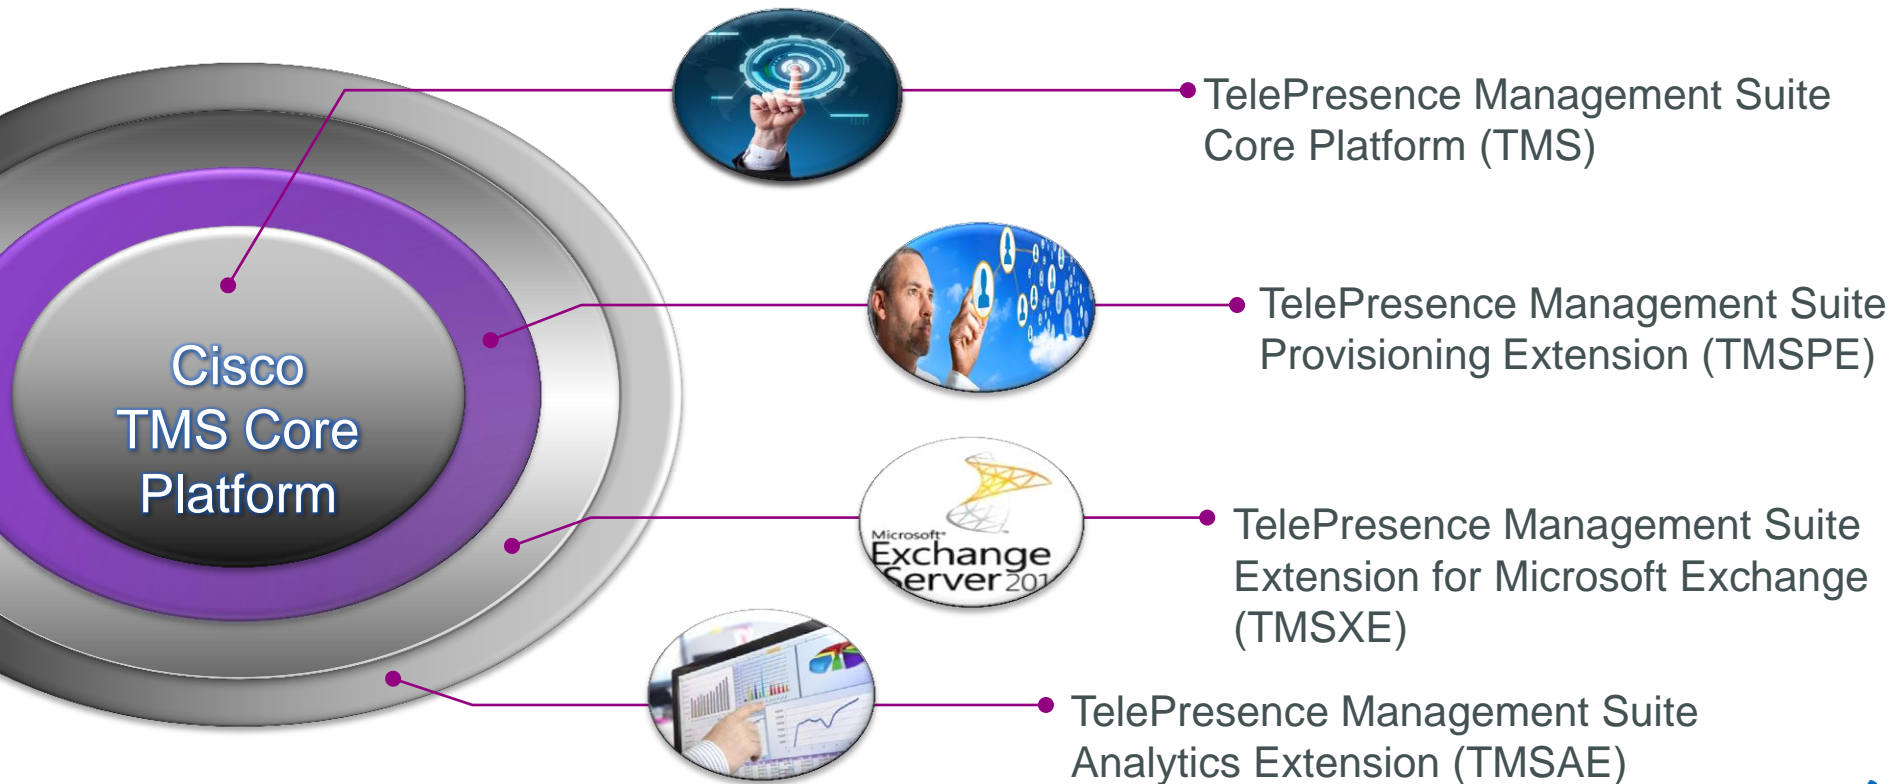 TelePresence Management Suite
Core Platform (TMS)
TelePresence Management Suite
Provisioning Extension (TMSPE)
Cisco
TMS Core
Platform
Microsoft
Exchange
Server 201
TelePresence Management Suite
Extension for Microsoft Exchange
(TMSXE)
TelePresence Management Suite
Analytics Extension (TMSAE)